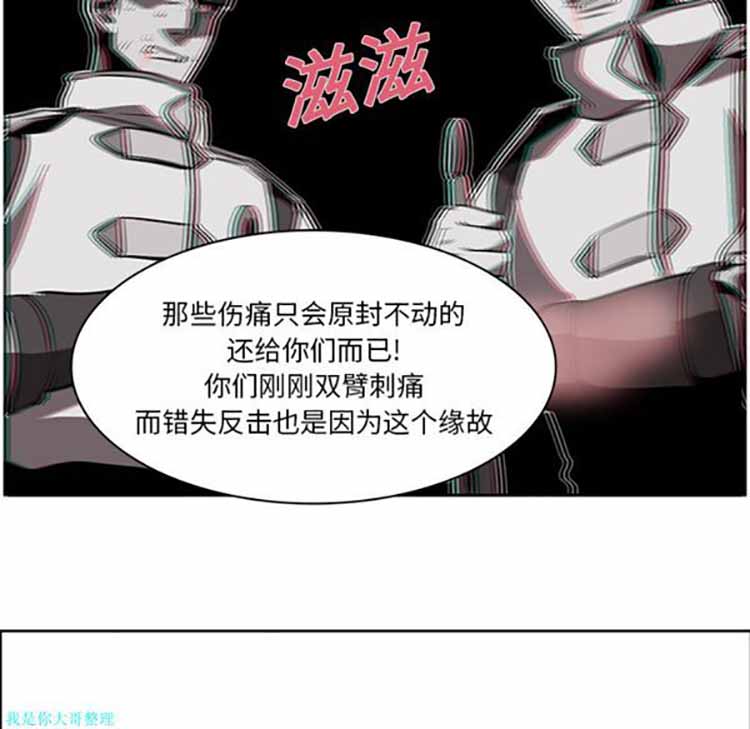 滋滋
那些伤痛只会原封不动的
还给你们而已!
你们刚刚双臂刺痛
而错失反击也是因为这个缘故
我是你大哥整理